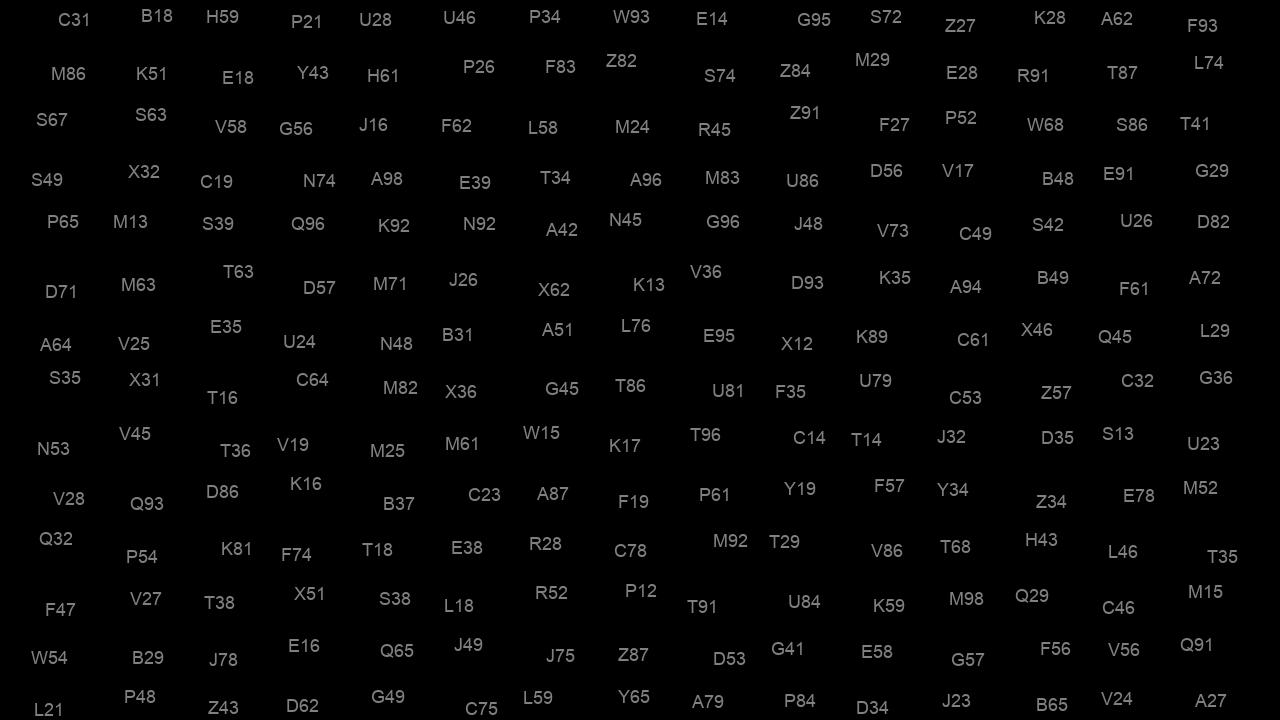 C31 B18 H59 P21 U28 U46 P34 W93 E14 G95 S72 Z27 K28 A62 F93
M86 K51 E18 Y43 H61 P26 F83 Z82 S74 Z84 M29 E28 R91 T87 L74
S67 S63 V58 G56 J16 F62 L58 M24 R45 Z91 F27 P52 W68 S86 T41
S49 X32 C19 N74 A98 E39 T34 A96 M83 U86 D56 V17 B48 E91 G29
P65 M13 S39 Q96 K92 N92 A42 N45 G96 J48 V73 C49 S42 U26 D82
D71 M63 T63 D57 M71 J26 X62 K13 V36 D93 K35 A94 B49 F61 A72
A64 V25 E35 U24 N48 B31 A51 L76 E95 X12 K89 C61 X46 Q45 L29
S35 X31 T16 C64 M82 X36 G45 T86 U81 F35 U79 C53 Z57 C32 G36
N53 V45 T36 V19 M25 M61 W15 K17 T96 C14 T14 J32 D35 S13 U23
V28 Q93 D86 K16 B37 C23 A87 F19 P61 Y19 F57 Y34 Z34 E78 M52
Q32 P54 K81 F74 T18 E38 R28 C78 M92 T29 V86 T68 H43 L46 T35
F47 V27 T38 X51 S38 L18 R52 P12 T91 U84 K59 M98 Q29 C46 M15
W54 B29 J78 E16 Q65 J49 J75 Z87 D53 G41 E58 G57 F56 V56 Q91
L21 P48 Z43 D62 G49 C75 L59 Y65 A79 P84 D34 J23 B65 V24 A27